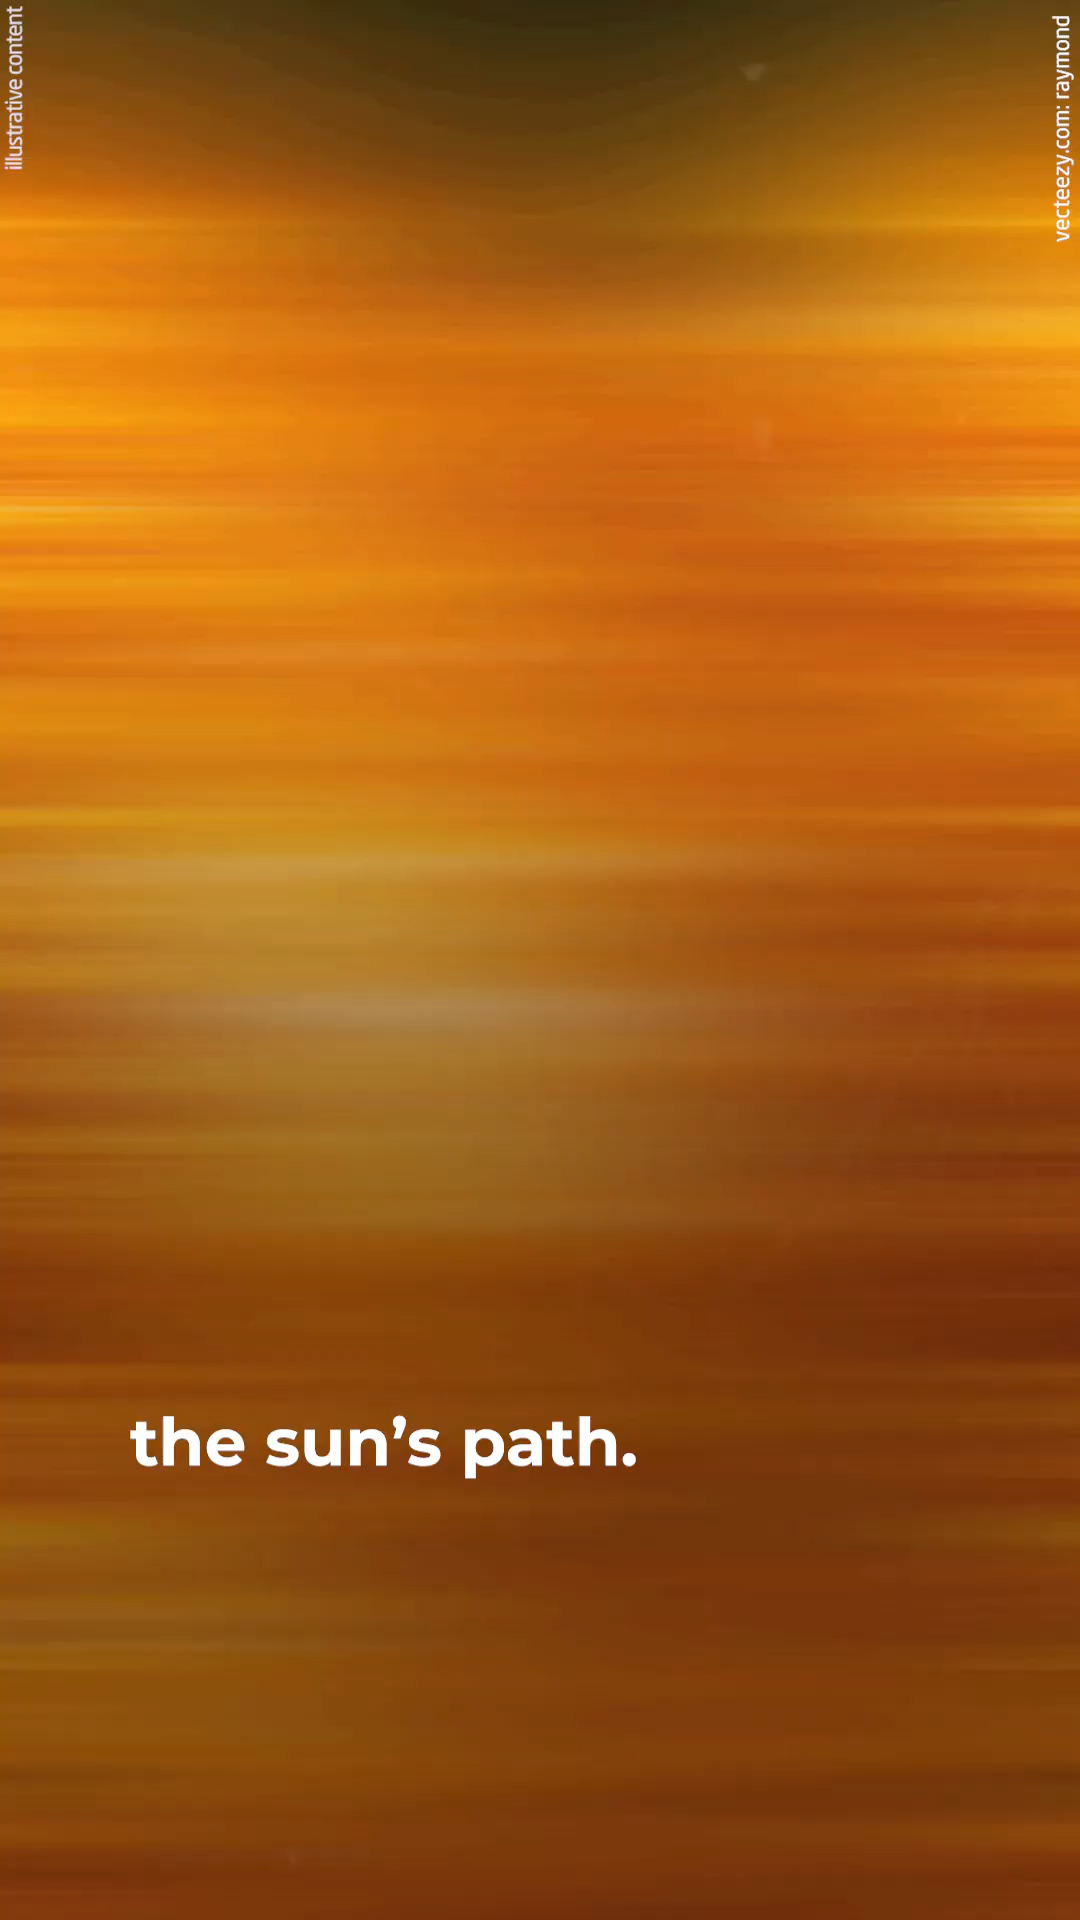 illustrative content
vecteezy.com: raymond
the sun’s path.